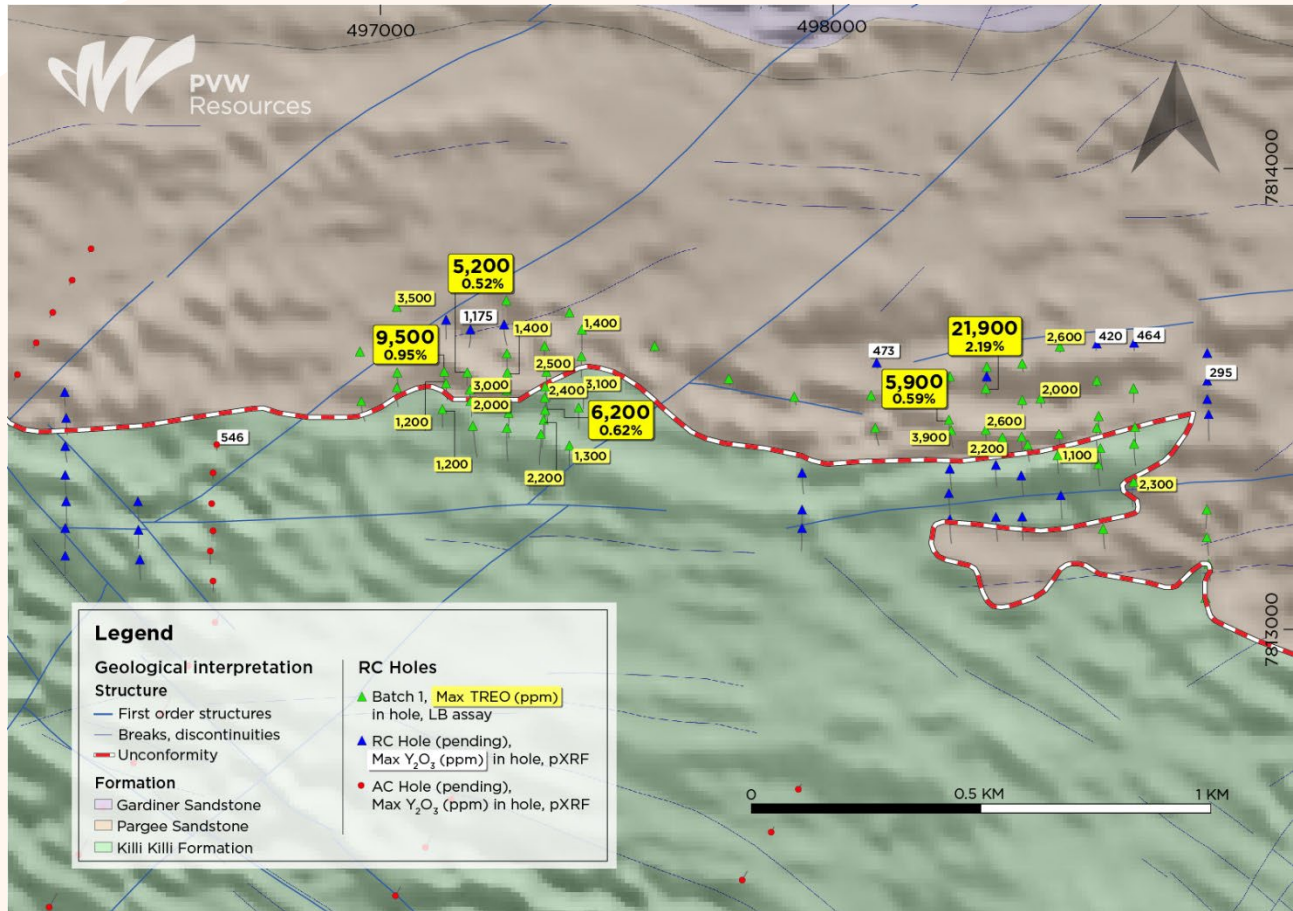 497000
498000
PVW
Resources
7814000
5,200
0.52%
3,500
1,175
1,400
1,400
9,500
0.95%
21,900
2.19%
2,600
420
464
473
2,500
3,000
3,100
2,400
2,000
5,900
0.59%
2,000
295
6,200
0.62%
1,200
546
3,900
2,600
2,200
1,100
1,200
1,300
2,200
2,300
7813000
Legend
Geological interpretation
Structure
First order structures
Breaks, discontinuities
Unconformity
Formation
Gardiner Sandstone
Pargee Sandstone
Killi Killi Formation
RC Holes
Batch 1, Max TREO (ppm)
in hole, LB assay
RC Hole (pending),
Max Y₂O₃ (ppm) in hole, pXRF
AC Hole (pending),
Max Y₂O₃ (ppm) in hole, pXRF
0 0.5 KM 1 KM